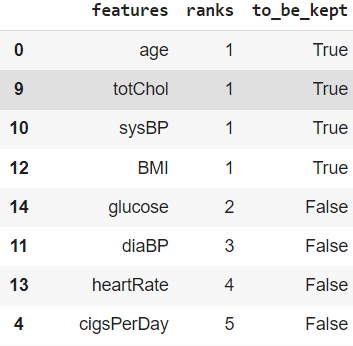 features ranks to_be_kept
0 age 1 True
9 totChol 1 True
10 sysBP 1 True
12 BMI 1 True
14 glucose 2 False
11 diaBP 3 False
13 heartRate 4 False
4 cigsPerDay 5 False